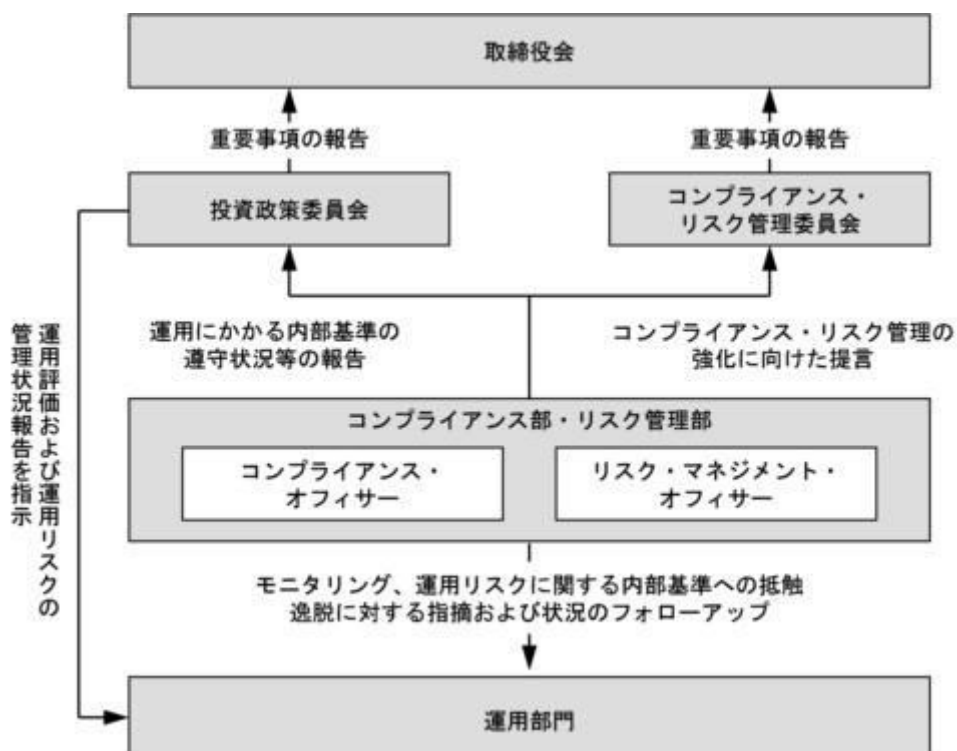 取締役会
重要事項の報告
重要事項の報告
投資政策委員会
コンプライアンス・
リスク管理委員会
運用にかかる内部基準の
遵守状況等の報告
コンプライアンス・リスク管理の
強化に向けた提言
運用評価および運用リスクの
管理状況報告を指示
コンプライアンス部・リスク管理部
コンプライアンス・
オフィサー
リスク・マネジメント・
オフィサー
モニタリング、運用リスクに関する内部基準への抵触
逸脱に対する指摘および状況のフォローアップ
運用部門